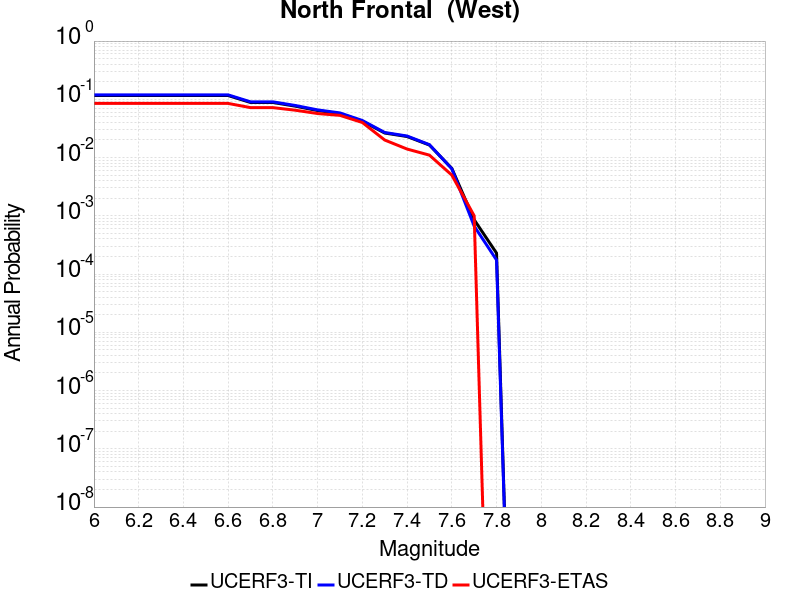 North Frontal  (West)
10^0
10^-1
10^-2
10^-3
10^-4
10^-5
10^-6
10^-7
10^-8
Annual Probability
6 6.2 6.4 6.6 6.8 7 7.2 7.4 7.6 7.8 8 8.2 8.4 8.6 8.8 9
Magnitude
UCERF3-TI UCERF3-TD UCERF3-ETAS